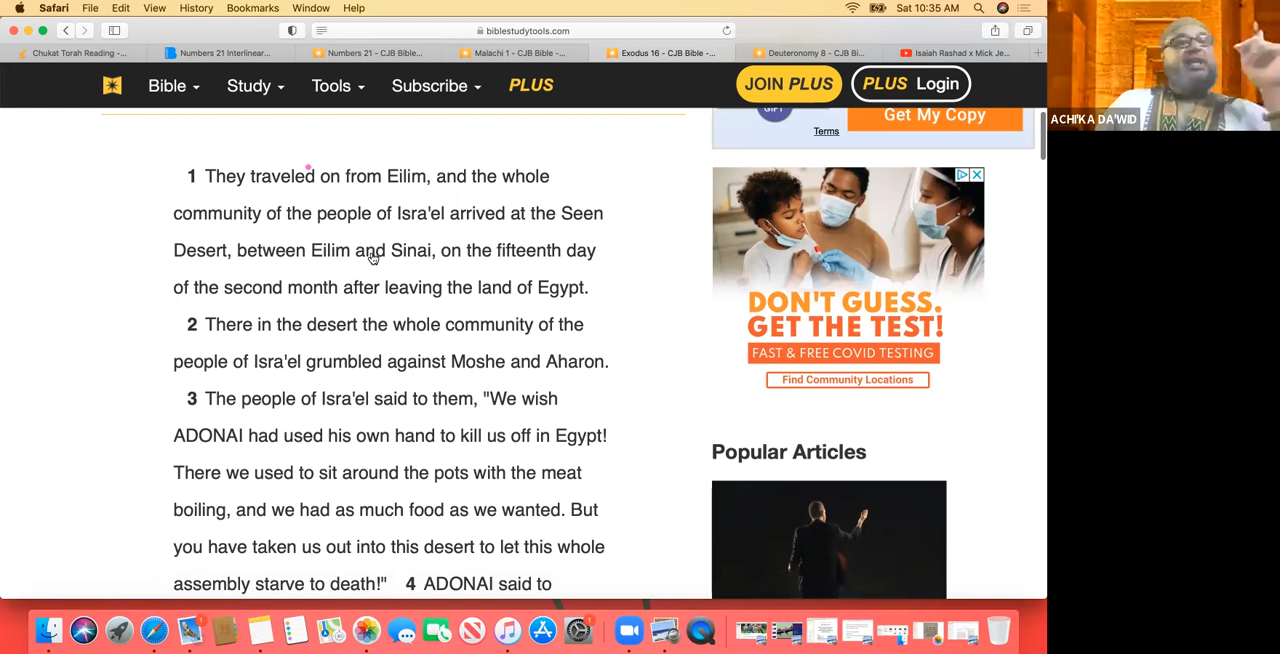 Safari File Edit View History Bookmarks Window Help Sat 10:35 AM
biblestudytools.com
Chukat Torah Reading -... Numbers 21 Interlinear... Numbers 21 - CJB Bible... Malachi 1 - CJB Bible -... Exodus 16 - CJB Bible -... Deuteronomy 8 - CJB Bi... Isaiah Rashad x Mick Je...
Bible Study Tools Subscribe PLUS JOIN PLUS PLUS Login
GIFT
Get My Copy
Terms
ACHI'KA DA'WID
1 They traveled on from Eilim, and the whole
community of the people of Isra'el arrived at the Seen
Desert, between Eilim and Sinai, on the fifteenth day
of the second month after leaving the land of Egypt.
2 There in the desert the whole community of the
people of Isra'el grumbled against Moshe and Aharon.
3 The people of Isra'el said to them, "We wish
ADONAI had used his own hand to kill us off in Egypt!
There we used to sit around the pots with the meat
boiling, and we had as much food as we wanted. But
you have taken us out into this desert to let this whole
assembly starve to death!" 4 ADONAI said to
DON'T GUESS.
GET THE TEST!
FAST & FREE COVID TESTING
Find Community Locations
Popular Articles